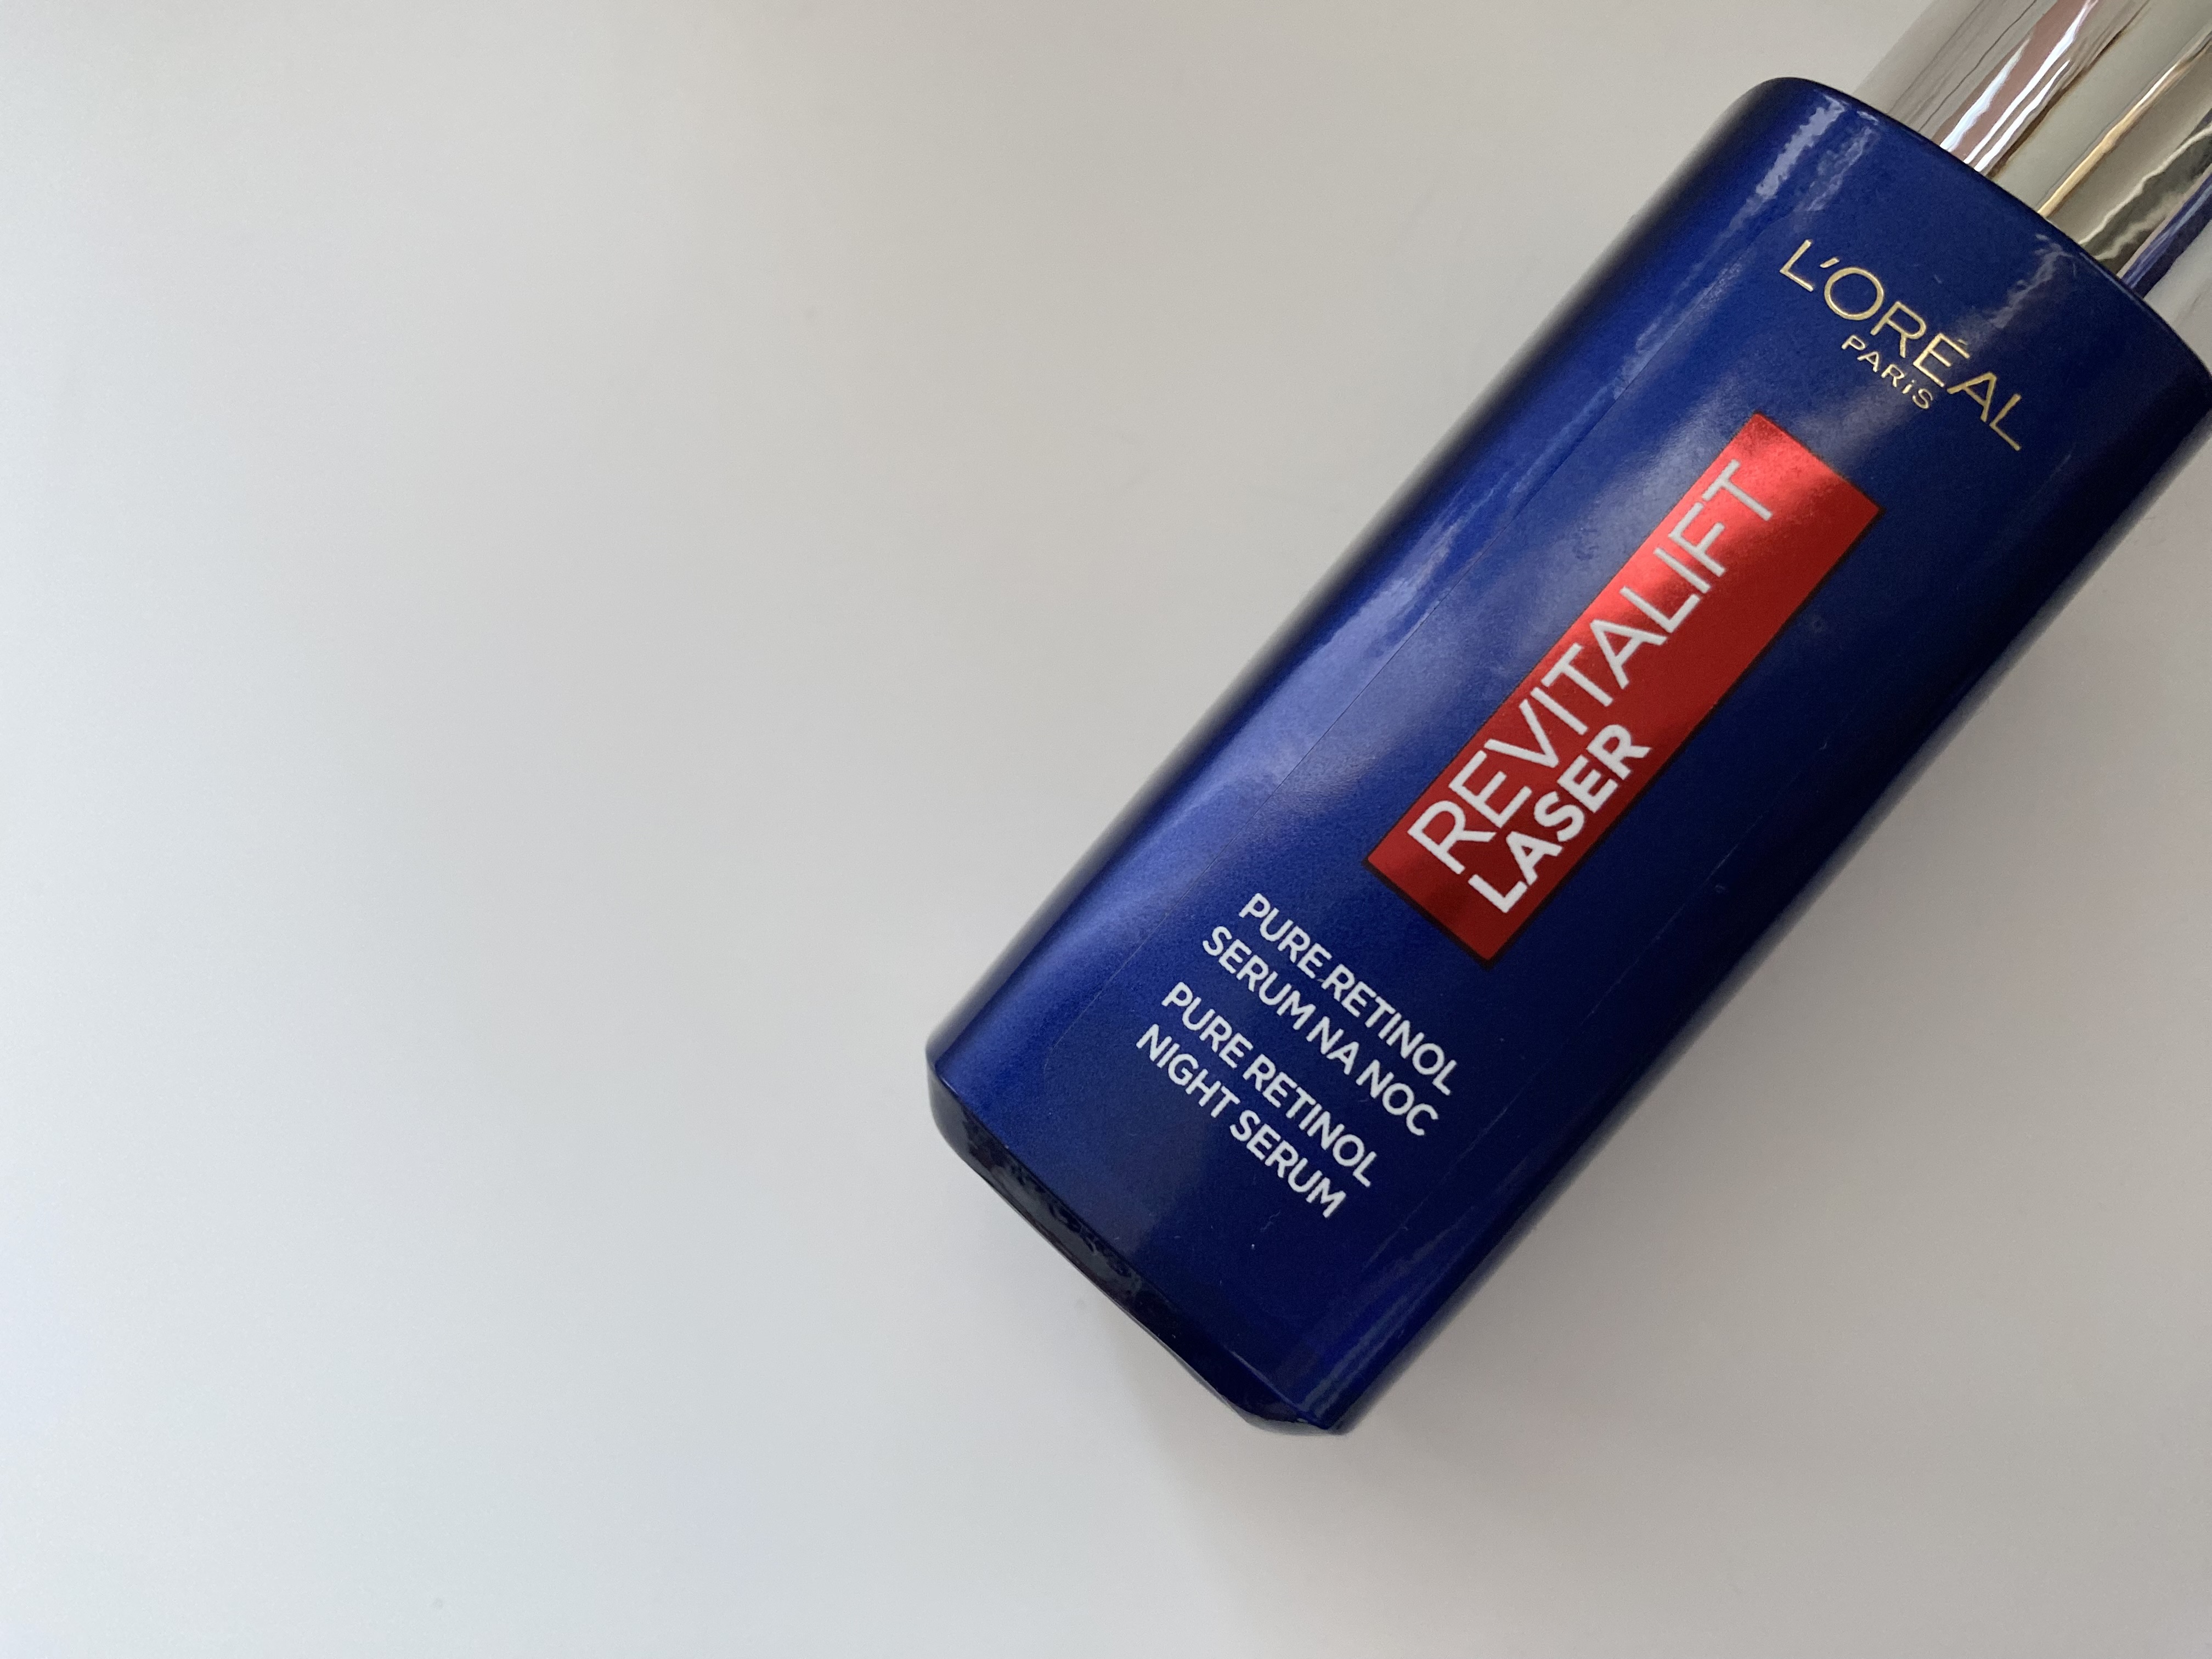 L'ORÉAL
PARiS
REVITALIFT
LASER
PURE RETINOL
SERUM NA NOC
PURE RETINOL
NIGHT SERUM